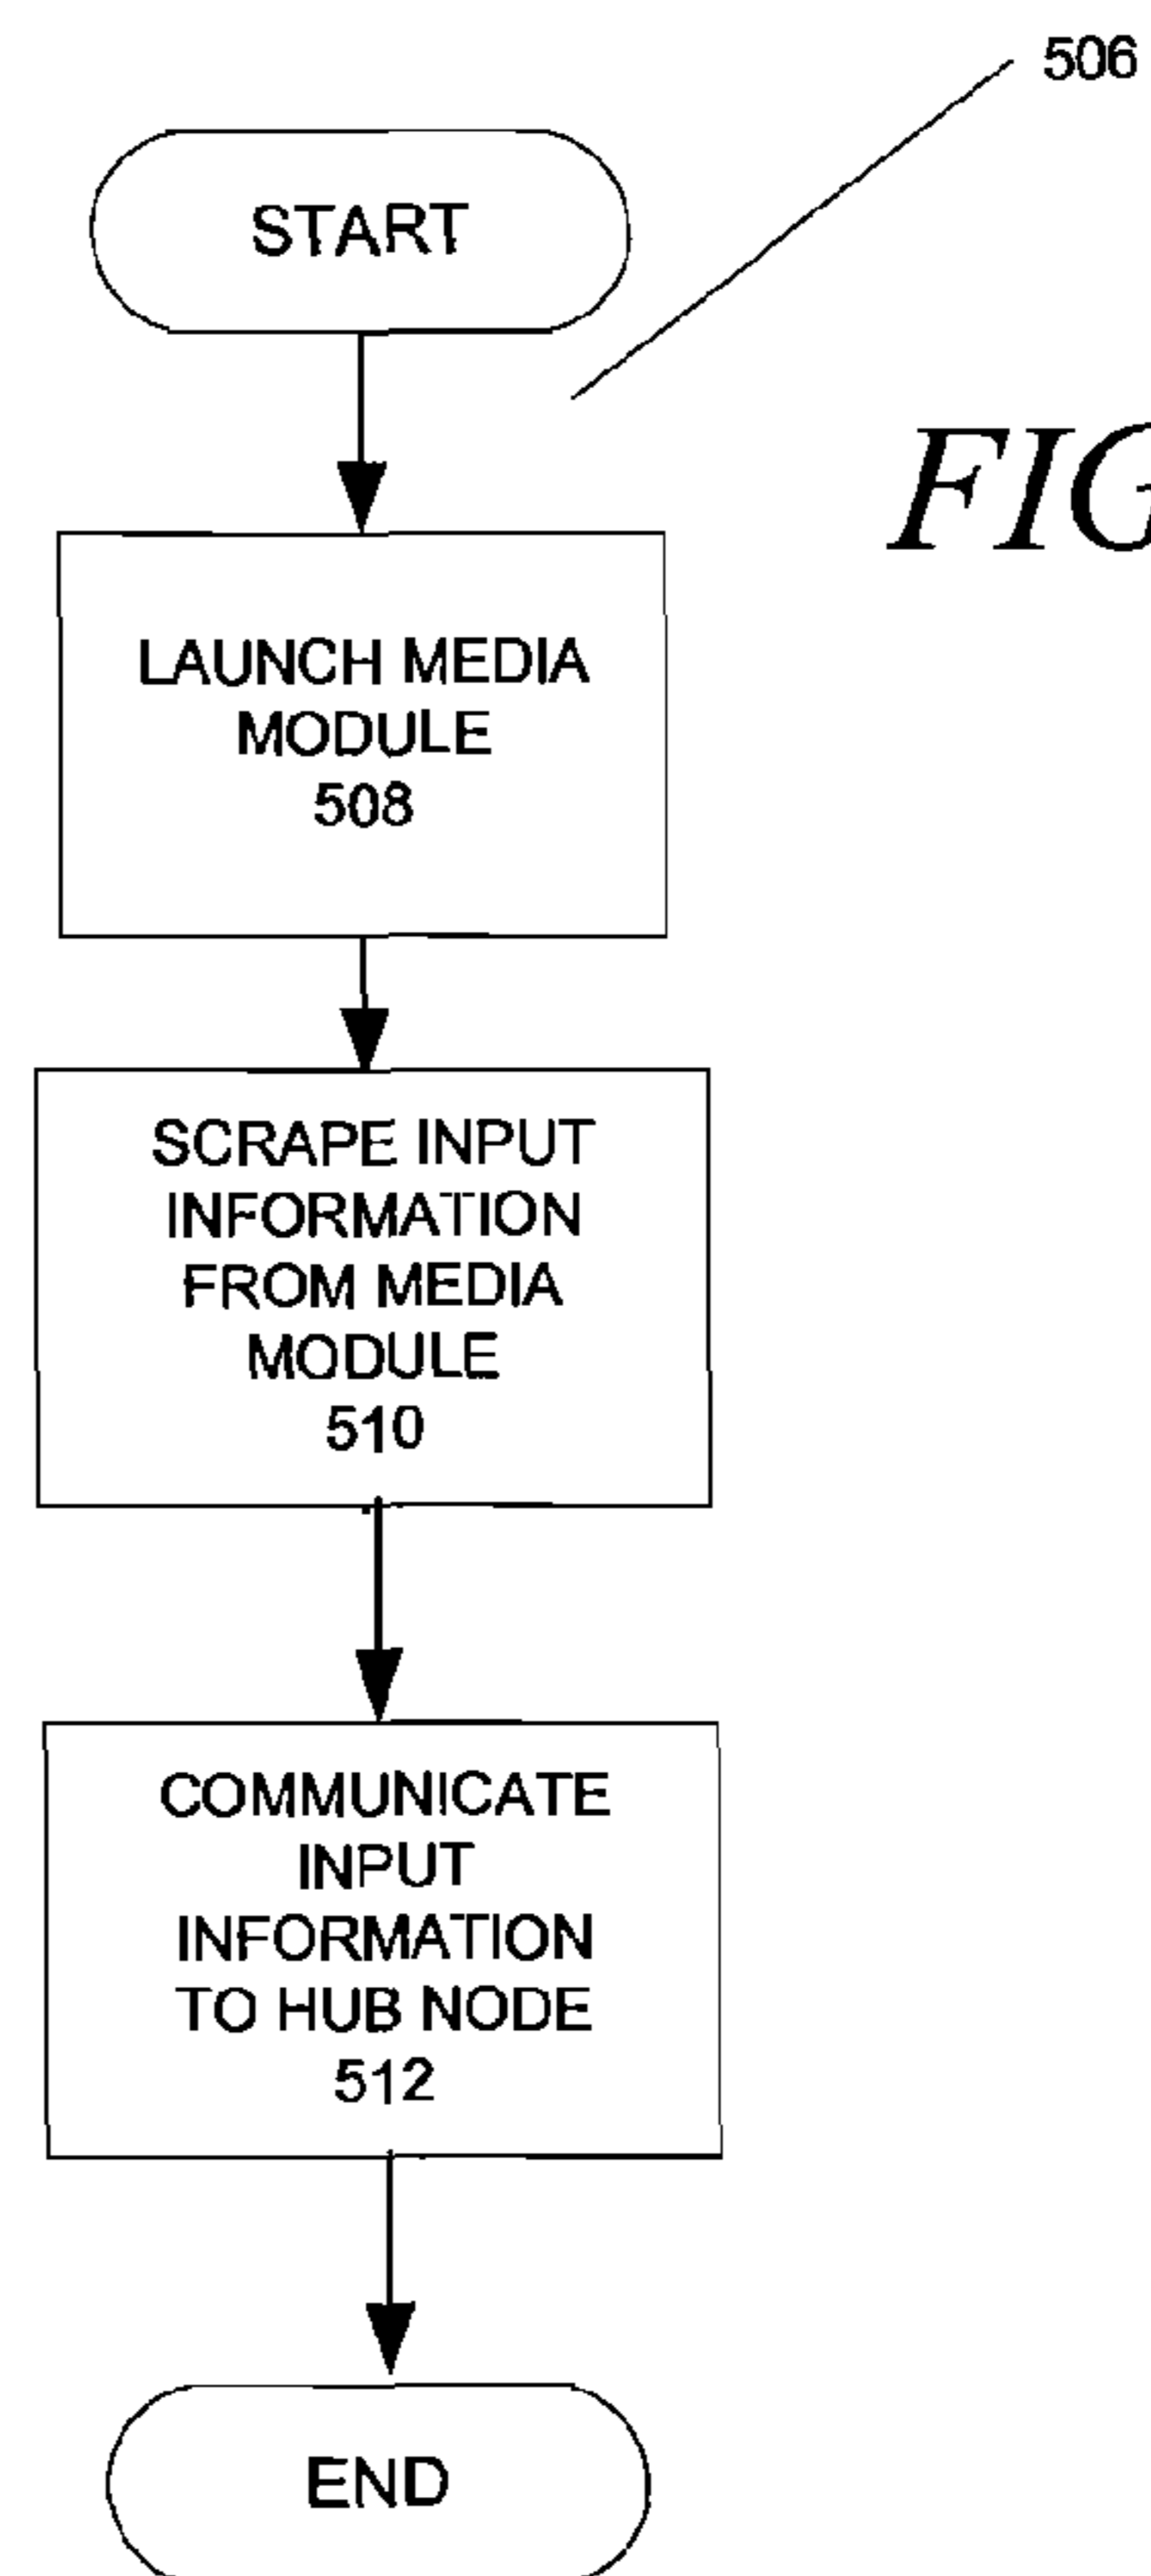 506
START
FIG
LAUNCH MEDIA
MODULE
508
SCRAPE INPUT
INFORMATION
FROM MEDIA
MODULE
510
COMMUNICATE
INPUT
INFORMATION
TO HUB NODE
512
END